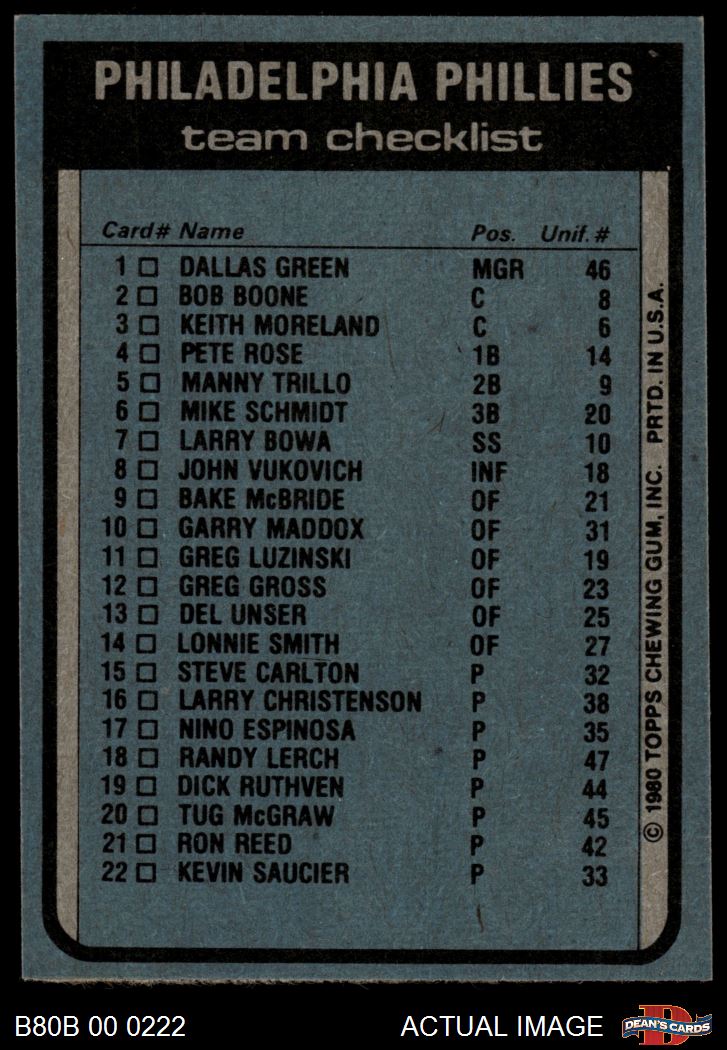 PHILADELPHIA PHILLIES
team checklist
Card# Name Pos. Unif. #
1 DALLAS GREEN MGR 46
2 BOB BOONE C 8
3 KEITH MORELAND C 6
4 PETE ROSE 1B 14
5 MANNY TRILLO 2B 9
6 MIKE SCHMIDT 3B 20
7 LARRY BOWA SS 10
8 JOHN VUKOVICH INF 18
9 BAKE McBRIDE OF 21
10 GARRY MADDOX OF 31
11 GREG LUZINSKI OF 19
12 GREG GROSS OF 23
13 DEL UNSER OF 25
14 LONNIE SMITH OF 27
15 STEVE CARLTON P 32
16 LARRY CHRISTENSON P 38
17 NINO ESPINOSA P 35
18 RANDY LERCH P 47
19 DICK RUTHVEN P 44
20 TUG McGRAW P 45
21 RON REED P 42
22 KEVIN SAUCIER P 33
© 1980 TOPPS CHEWING GUM, INC. PRTD. IN U.S.A.
B80B 00 0222 ACTUAL IMAGE
D
DEAN'S CARDS